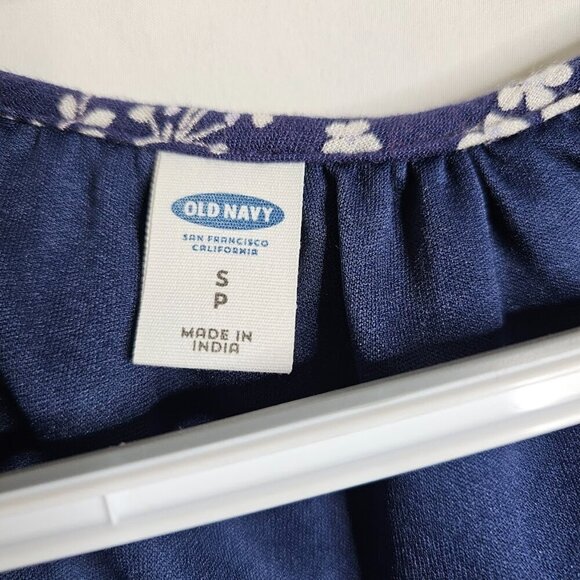 OLD NAVY
SAN FRANCISCO
CALIFORNIA
S
P
MADE IN
INDIA